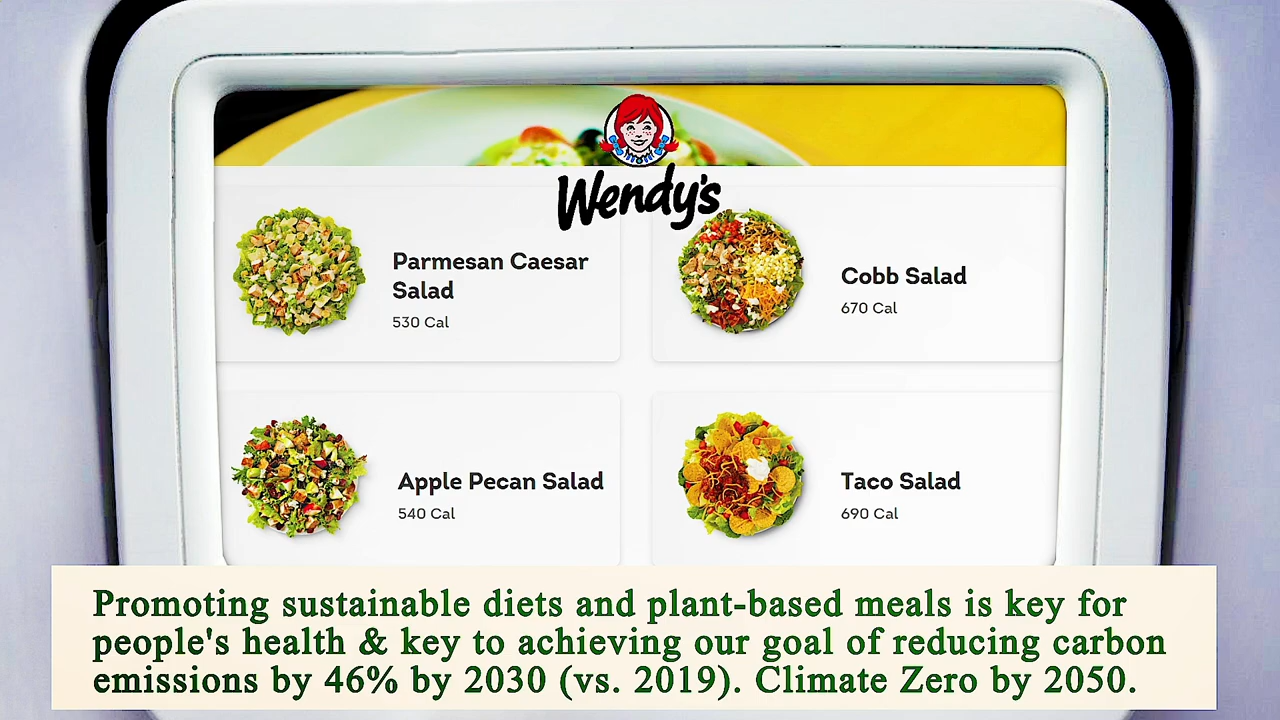 Wendy's
Parmesan Caesar
Salad
530 Cal
Cobb Salad
670 Cal
Apple Pecan Salad
540 Cal
Taco Salad
690 Cal
Promoting sustainable diets and plant-based meals is key for
people's health & key to achieving our goal of reducing carbon
emissions by 46% by 2030 (vs. 2019). Climate Zero by 2050.